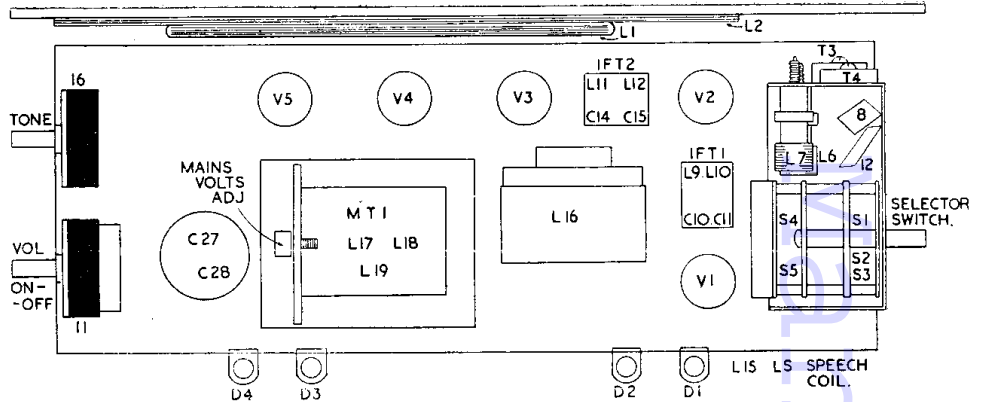 L2
L1
T3
T4
16
TONE
V5
V4
V3
IFT2
L11 L12
C14 C15
V2
8
L7
L6
12
IFT1
L9.L10
C10.C11
MAINS
VOLTS
ADJ
MT1
L17 L18
L19
L16
S4
S1
S5
S2
S3
SELECTOR
SWITCH.
VOL
ON-
-OFF
11
C27
C28
V1
D4
D3
D2
D1
L15 LS SPEECH
COIL.